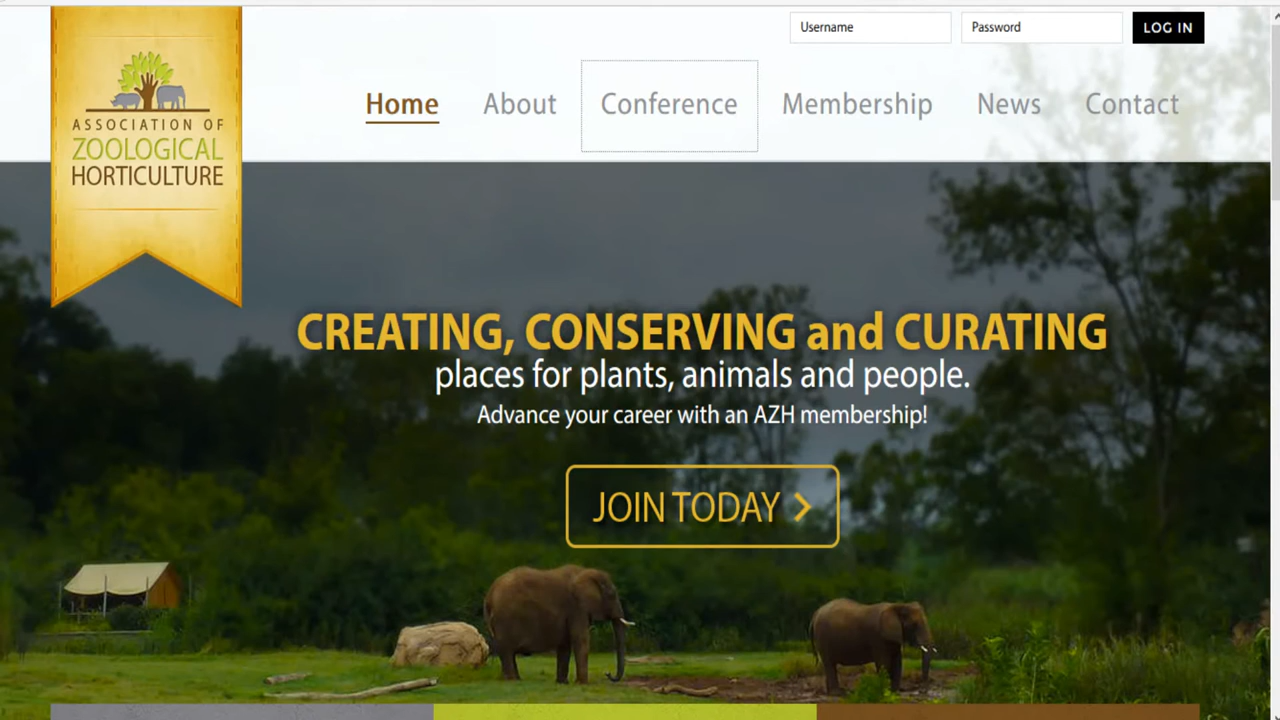 Username
Password
LOG IN
Home
About
Conference
Membership
News
Contact
ASSOCIATION OF
ZOOLOGICAL
HORTICULTURE
CREATING, CONSERVING and CURATING
places for plants, animals and people.
Advance your career with an AZH membership!
JOIN TODAY